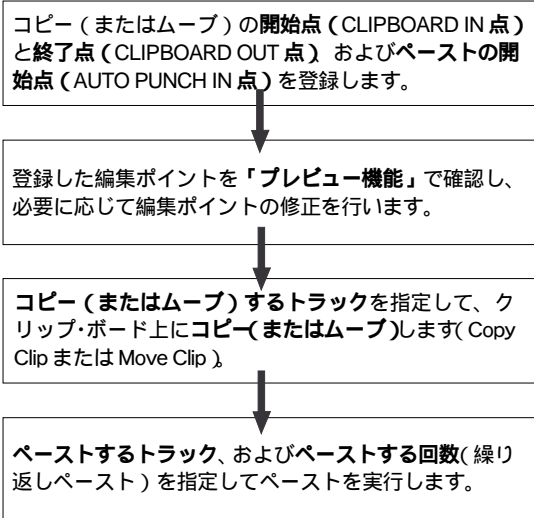 コピー（またはムーブ）の開始点（CLIPBOARD IN 点）
と終了点（CLIPBOARD OUT 点）、およびペーストの開
始点（AUTO PUNCH IN 点）を登録します。
登録した編集ポイントを「プレビュー機能」で確認し、
必要に応じて編集ポイントの修正を行います。
コピー（またはムーブ）するトラックを指定して、ク
リップ・ボード上にコピー（またはムーブ）します（Copy
Clip または Move Clip）。
ペーストするトラック、およびペーストする回数（繰り
返しペースト）を指定してペーストを実行します。